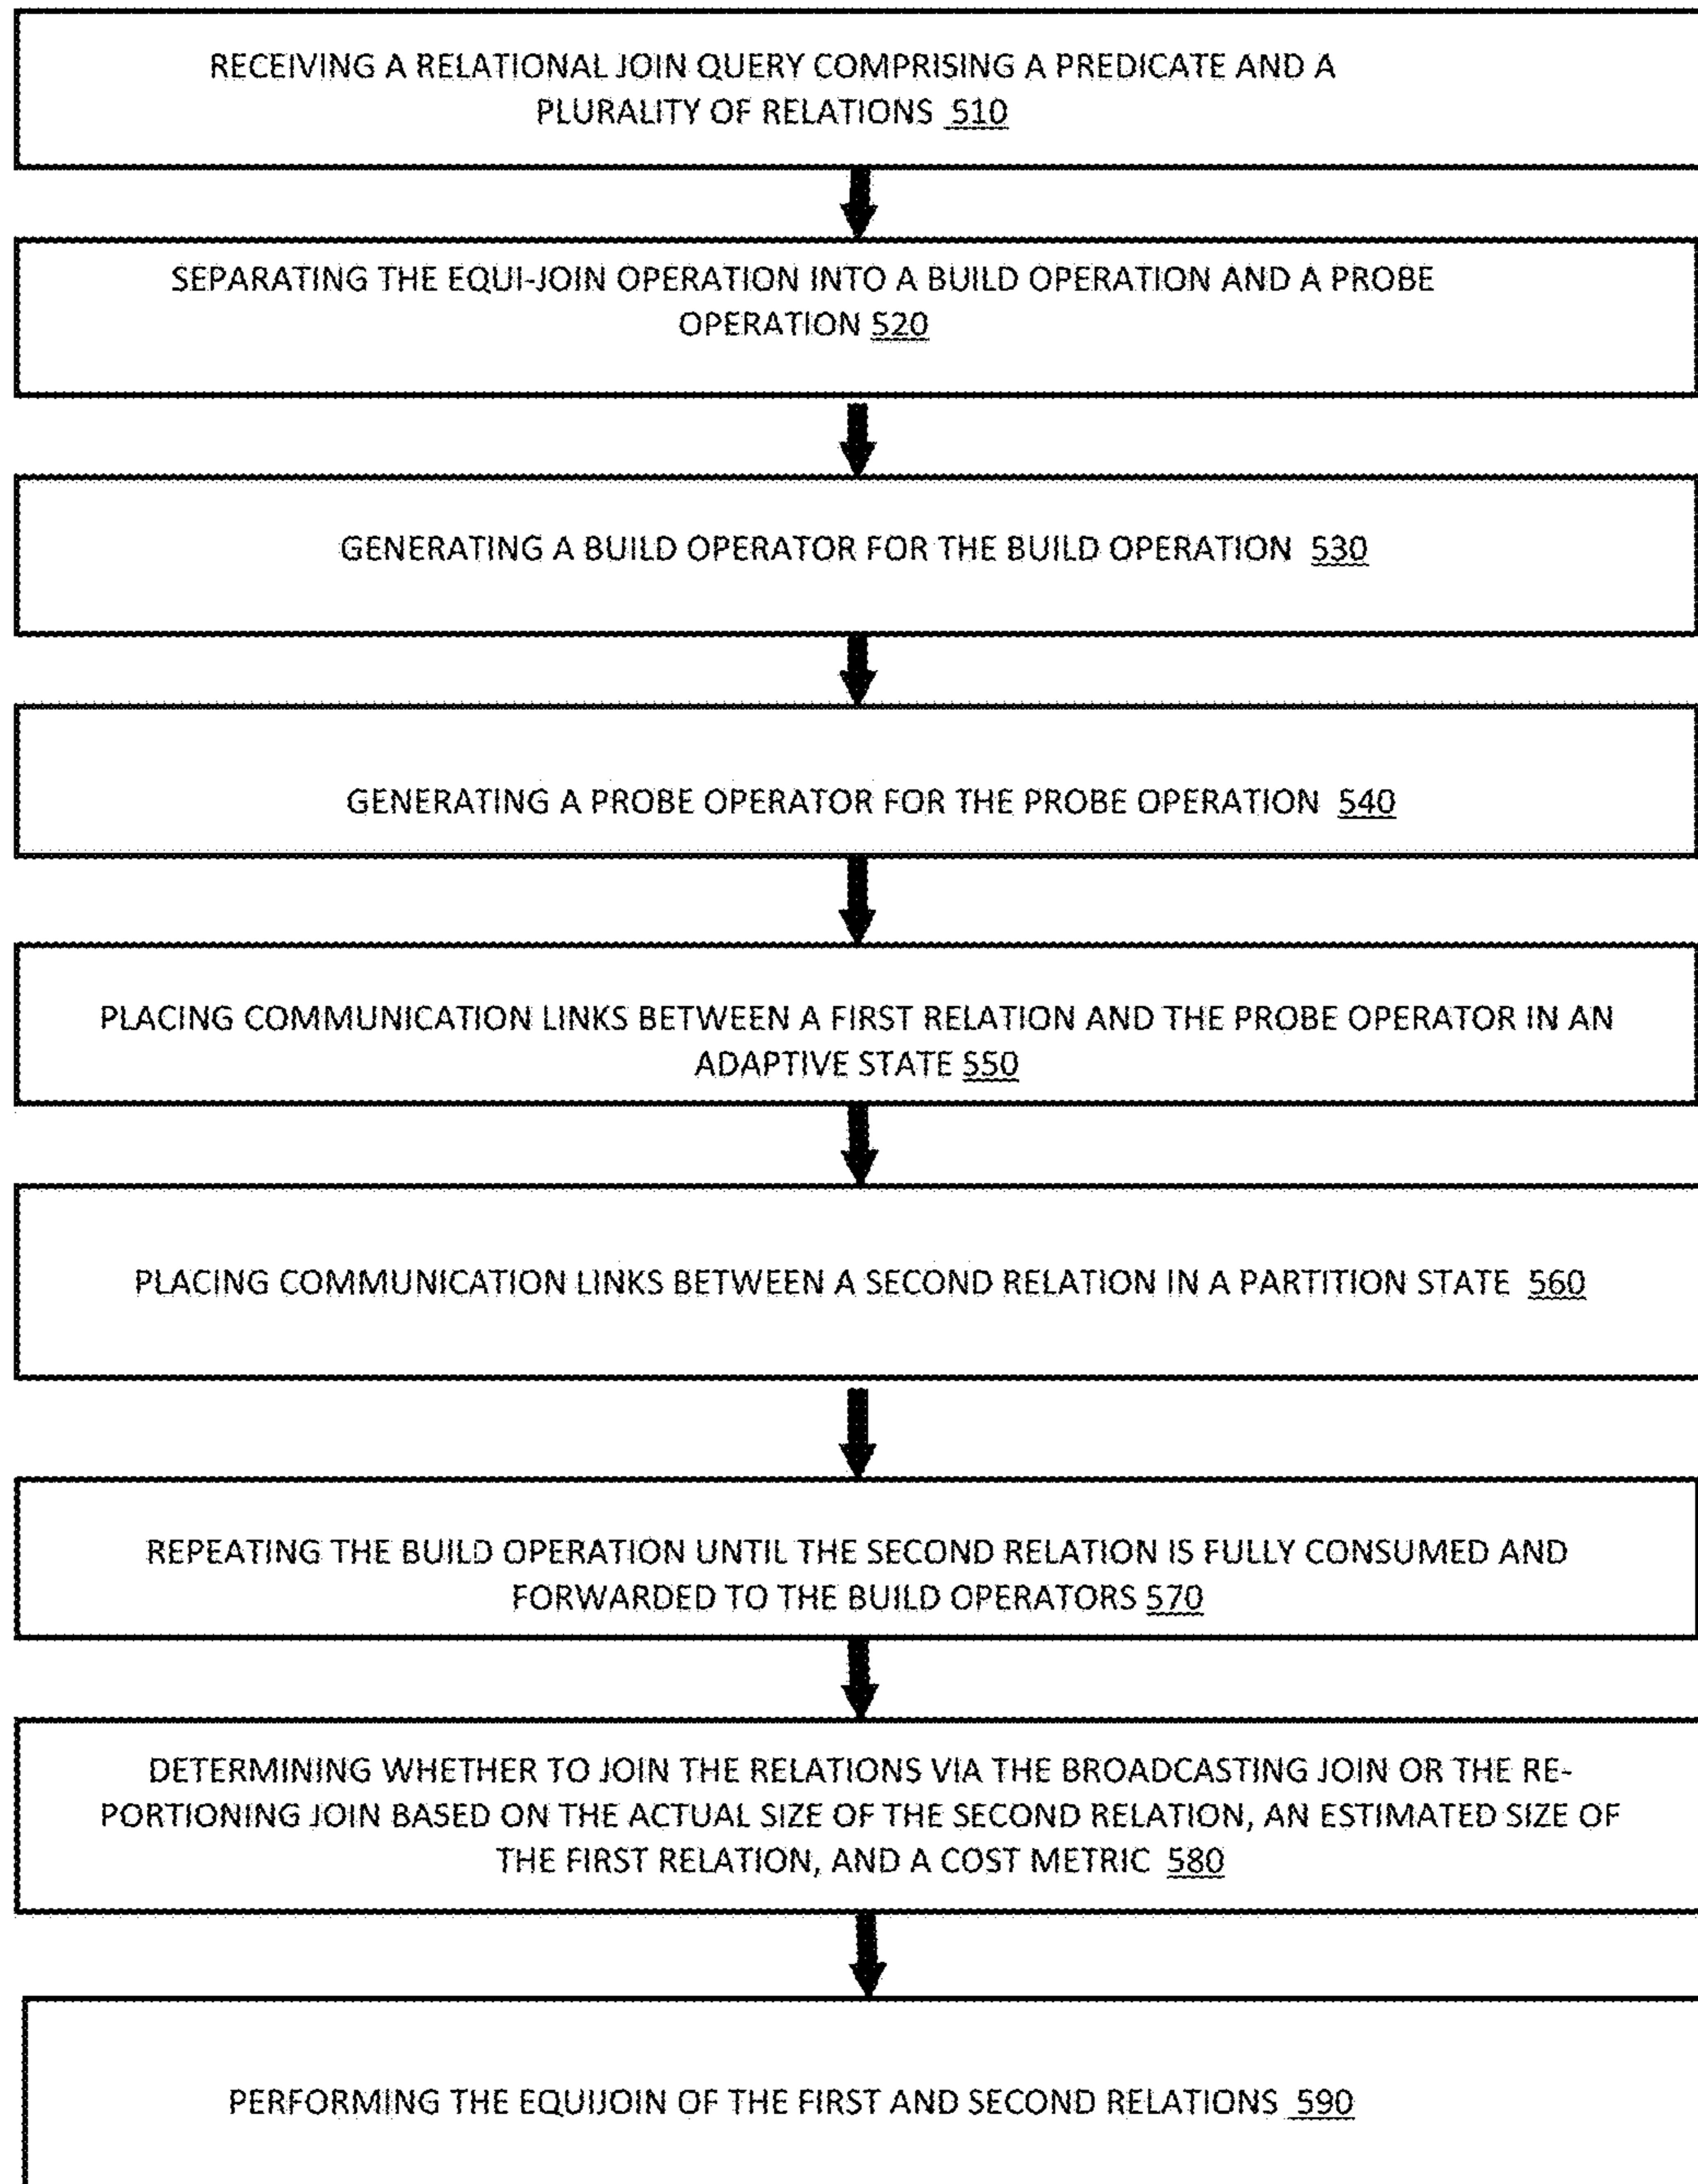 RECEIVING A RELATIONAL JOIN QUERY COMPRISING A PREDICATE AND A
PLURALITY OF RELATIONS 510
SEPARATING THE EQUI-JOIN OPERATION INTO A BUILD OPERATION AND A PROBE
OPERATION 520
GENERATING A BUILD OPERATOR FOR THE BUILD OPERATION 530
GENERATING A PROBE OPERATOR FOR THE PROBE OPERATION 540
PLACING COMMUNICATION LINKS BETWEEN A FIRST RELATION AND THE PROBE OPERATOR IN AN
ADAPTIVE STATE 550
PLACING COMMUNICATION LINKS BETWEEN A SECOND RELATION IN A PARTITION STATE 560
REPEATING THE BUILD OPERATION UNTIL THE SECOND RELATION IS FULLY CONSUMED AND
FORWARDED TO THE BUILD OPERATORS 570
DETERMINING WHETHER TO JOIN THE RELATIONS VIA THE BROADCASTING JOIN OR THE RE-
PORTIONING JOIN BASED ON THE ACTUAL SIZE OF THE SECOND RELATION, AN ESTIMATED SIZE OF
THE FIRST RELATION, AND A COST METRIC 580
PERFORMING THE EQUIJOIN OF THE FIRST AND SECOND RELATIONS 590